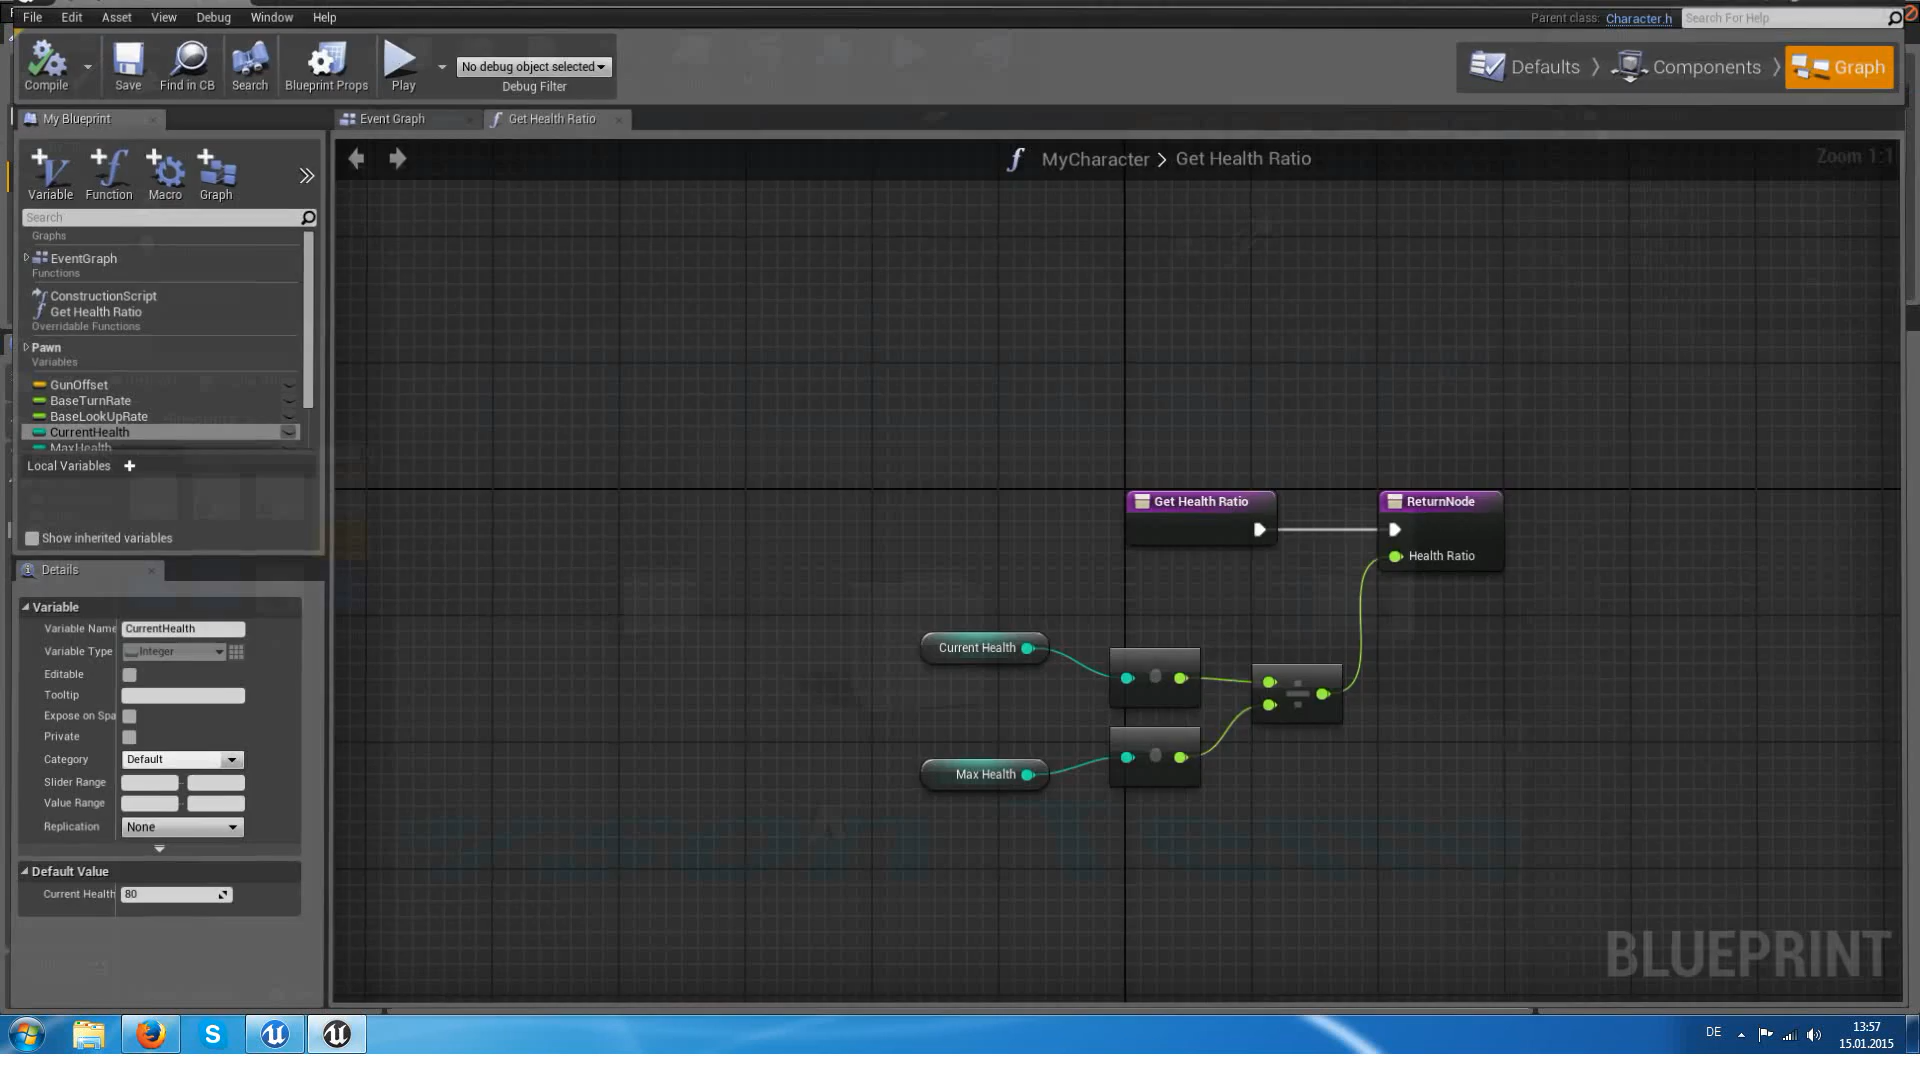 File Edit Asset View Debug Window Help
Parent class: Character.h Search For Help
Compile Save Find in CB Search Blueprint Props Play
No debug object selected
Debug Filter
Defaults Components Graph
My Blueprint Event Graph Get Health Ratio
MyCharacter > Get Health Ratio
Zoom 1:1
Variable Function Macro Graph
Search
Graphs
EventGraph
Functions
ConstructionScript
Get Health Ratio
Overridable Functions
Pawn
Variables
GunOffset
BaseTurnRate
BaseLookUpRate
CurrentHealth
MaxHealth
Local Variables
Show inherited variables
Get Health Ratio
ReturnNode
Health Ratio
Current Health
Max Health
Details
Variable
Variable Name CurrentHealth
Variable Type Integer
Editable
Tooltip
Expose on Spa
Private
Category Default
Slider Range
Value Range
Replication None
Default Value
Current Health 80
BLUEPRINT
DE
13:57
15.01.2015